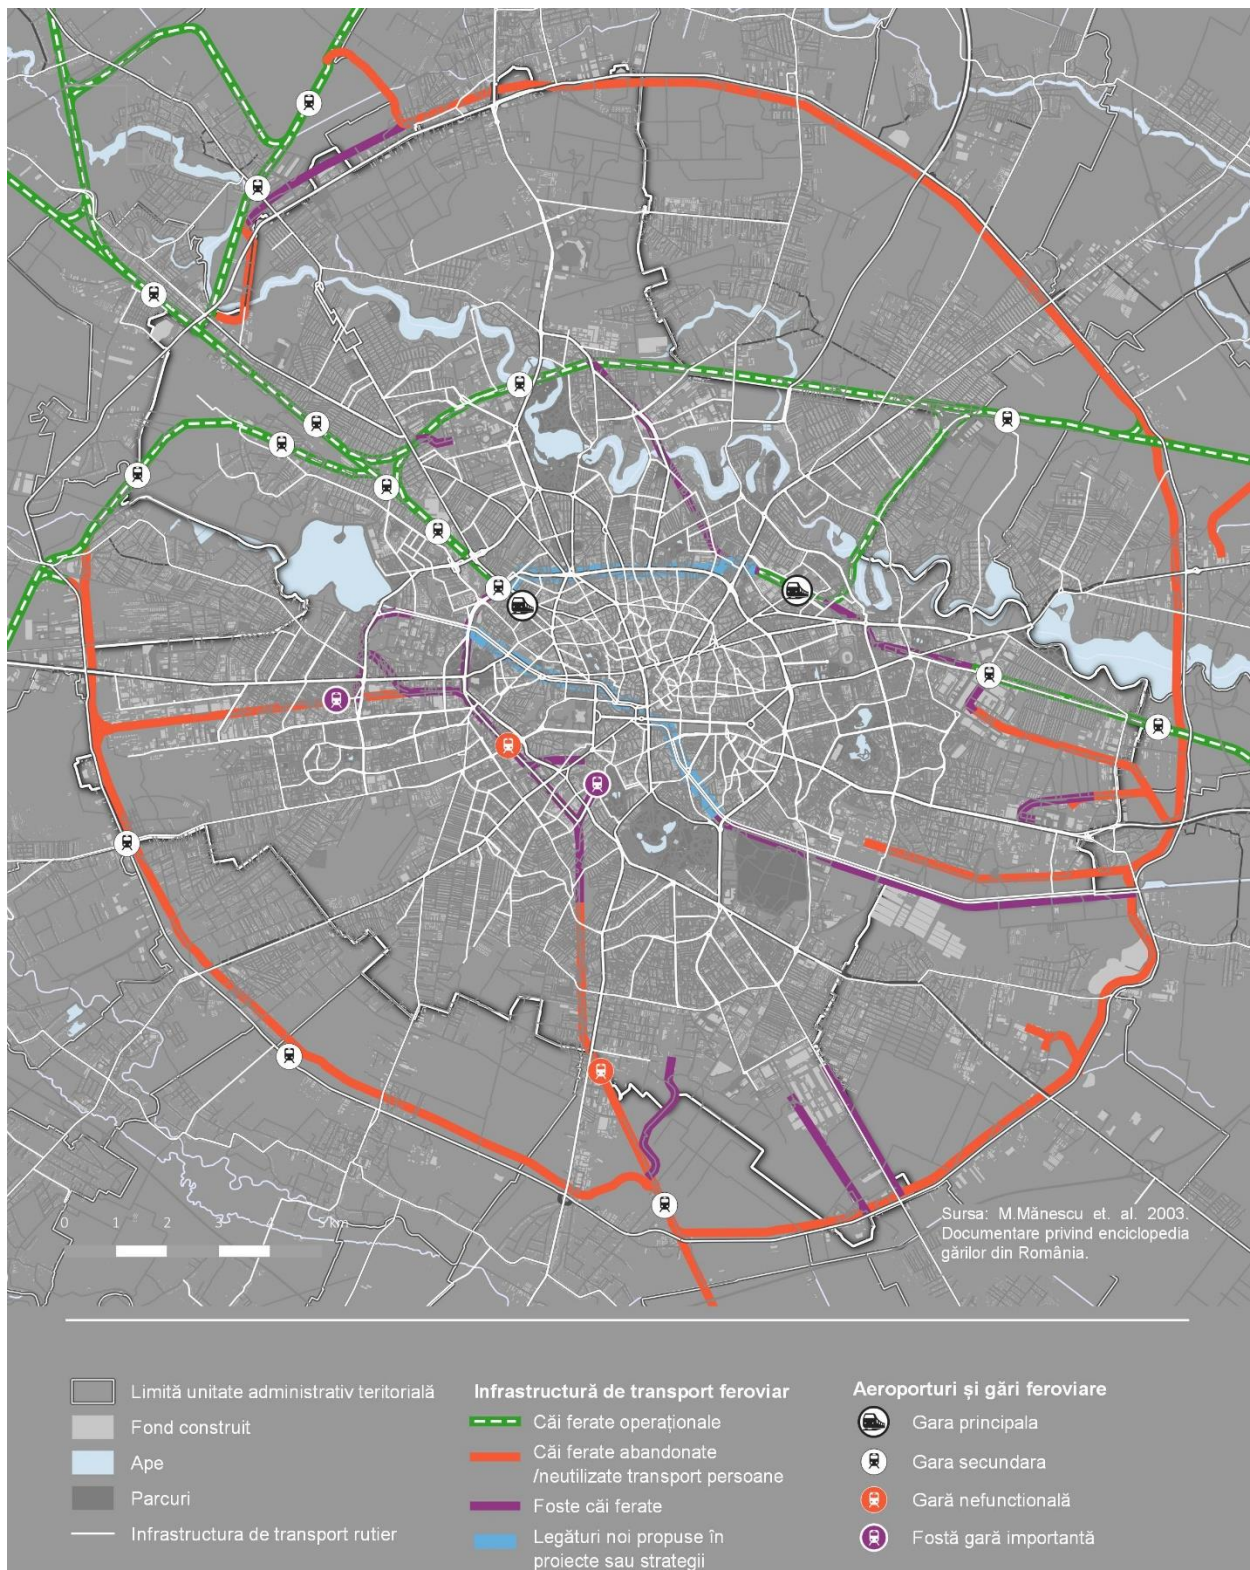 Sursa: M.Mănescu et. al. 2003.
Documentare privind enciclopedia
gărilor din România.
0 1 2 3 4 5 km
Limită unitate administrativ teritorială
Fond construit
Ape
Parcuri
Infrastructura de transport rutier
Infrastructură de transport feroviar
Căi ferate operaționale
Căi ferate abandonate
/neutilizate transport persoane
Foste căi ferate
Legături noi propuse în
proiecte sau strategii
Aeroporturi și gări feroviare
Gara principala
Gara secundara
Gară nefunctională
Fostă gară importantă